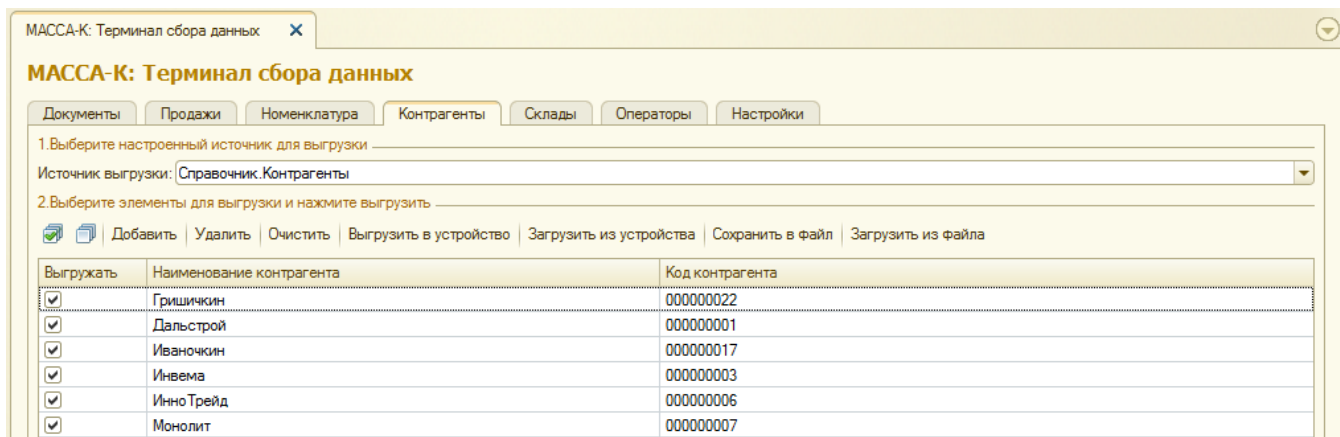 МАССА-К: Терминал сбора данных
МАССА-К: Терминал сбора данных
Документы Продажи Номенклатура Контрагенты Склады Операторы Настройки
1.Выберите настроенный источник для выгрузки
Источник выгрузки: Справочник.Контрагенты
2.Выберите элементы для выгрузки и нажмите выгрузить
Добавить Удалить Очистить Выгрузить в устройство Загрузить из устройства Сохранить в файл Загрузить из файла
Выгружать Наименование контрагента Код контрагента
Гришичкин 000000022
Дальстрой 000000001
Иваночкин 000000017
Инвема 000000003
ИнноТрейд 000000006
Монолит 000000007